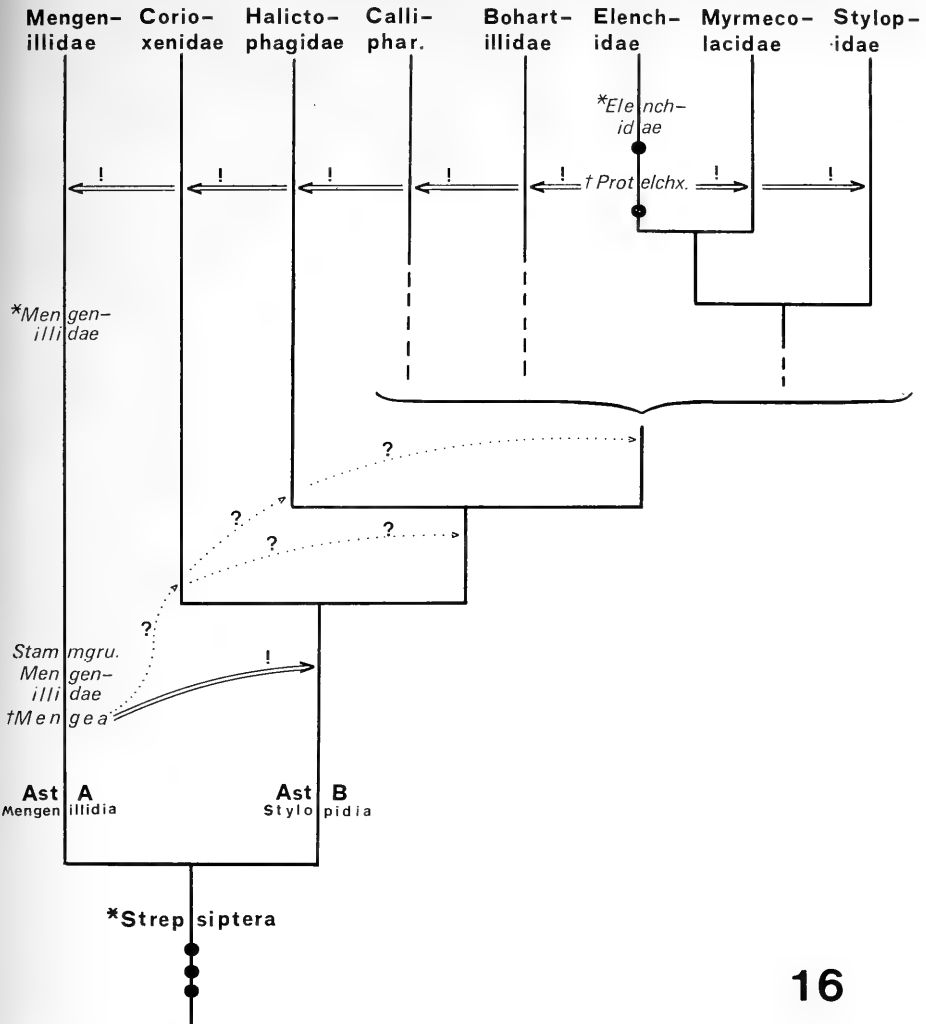 Mengen– Corio– Halicto– Calli– Bohart– Elench– Myrmeco– Stylop–
illidae xenidae phagidae phar. illidae idae lacidae idae
*Elench–
idae
! ! ! ! ! † Protelchx. ! !
*Mengen–
illidae
?
? ? ?
?
Stammgru.
Mengen–
illidae
†Mengea
!
Ast A Ast B
Mengenillidia Stylopidia
*Strepsiptera
16